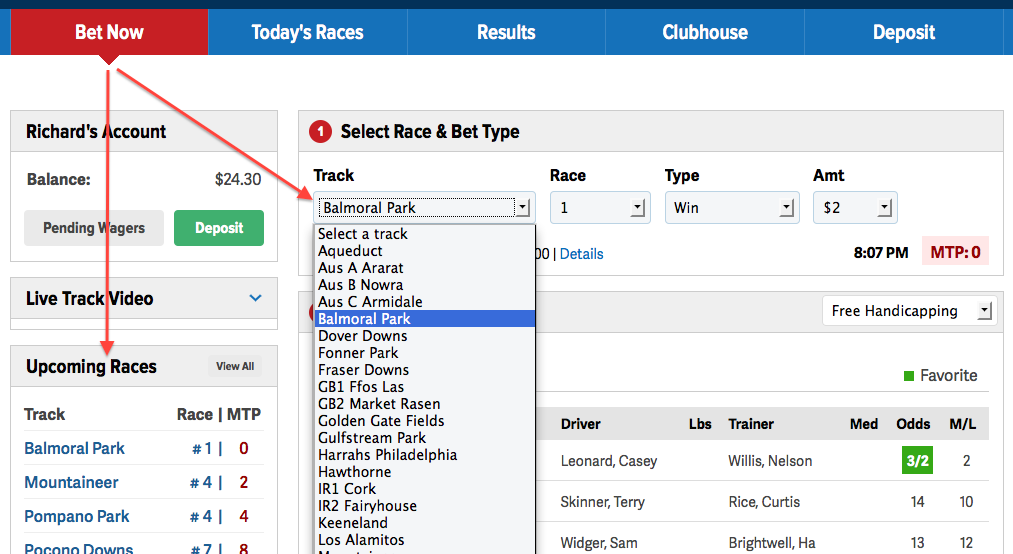 Bet Now Today's Races Results Clubhouse Deposit
Richard's Account
Balance: $24.30
Pending Wagers Deposit
Live Track Video
Upcoming Races View All
Track Race | MTP
Balmoral Park # 1 | 0
Mountaineer # 4 | 2
Pompano Park # 4 | 4
Pocono Downs # 7 | 8
1 Select Race & Bet Type
Track Race Type Amt
Balmoral Park 1 Win $2
Select a track
Aqueduct
Aus A Ararat
Aus B Nowra
Aus C Armidale
Balmoral Park
Dover Downs
Fonner Park
Fraser Downs
GB1 Ffos Las
GB2 Market Rasen
Golden Gate Fields
Gulfstream Park
Harrahs Philadelphia
Hawthorne
IR1 Cork
IR2 Fairyhouse
Keeneland
Los Alamitos
00 | Details 8:07 PM MTP: 0
Free Handicapping
Favorite
Driver Lbs Trainer Med Odds M/L
Leonard, Casey Willis, Nelson 3/2 2
Skinner, Terry Rice, Curtis 14 10
Widger, Sam Brightwell, Ha 13 12